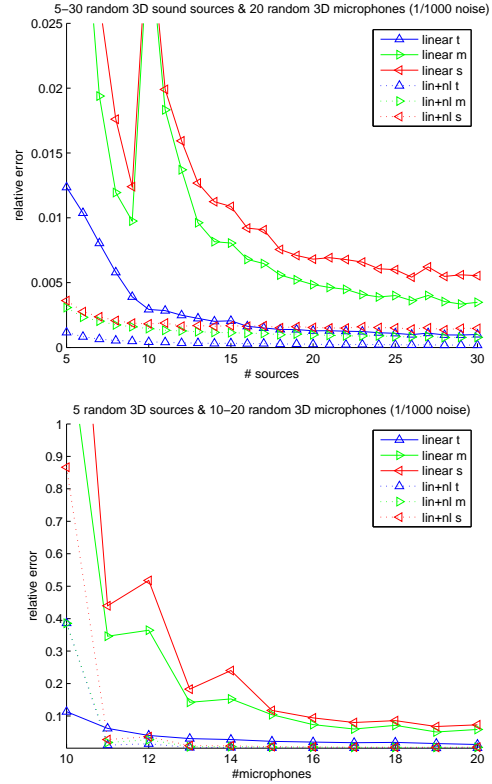 5−30 random 3D sound sources & 20 random 3D microphones (1/1000 noise)
0.025
0.02
0.015
0.01
0.005
0
relative error
linear t
linear m
linear s
lin+nl t
lin+nl m
lin+nl s
5 10 15 20 25 30
# sources
5 random 3D sources & 10−20 random 3D microphones (1/1000 noise)
1
0.9
0.8
0.7
0.6
0.5
0.4
0.3
0.2
0.1
relative error
linear t
linear m
linear s
lin+nl t
lin+nl m
lin+nl s
10 12 14 16 18 20
#microphones